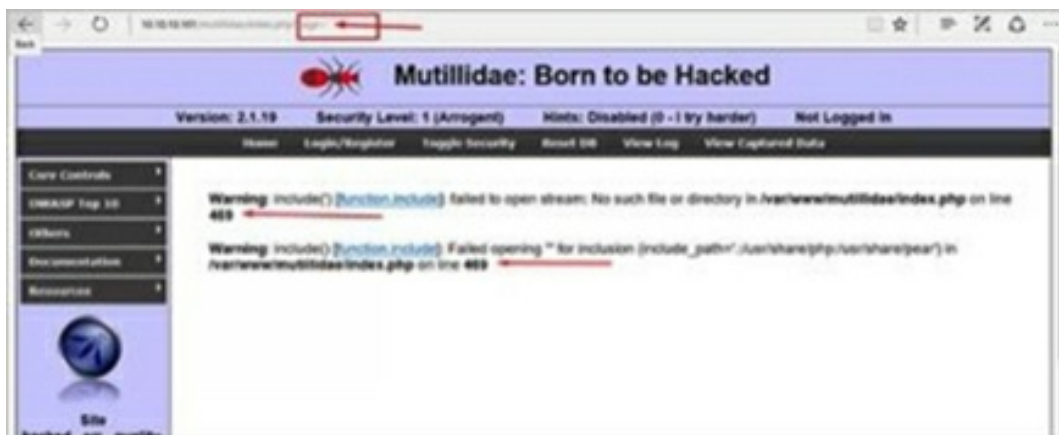 Back
Mutillidae: Born to be Hacked
Version: 2.1.19 Security Level: 1 (Arrogent) Hints: Disabled (0 - I try harder) Not Logged In
Home Login/Register Toggle Security Reset DB View Log View Captured Data
Core Controls
OWASP Top 10
Others
Documentation
Resources
Site
Warning: include() [function.include]: failed to open stream: No such file or directory in /var/www/mutillidae/index.php on line
469
Warning: include() [function.include]: Failed opening '' for inclusion (include_path='.:/usr/share/php:/usr/share/pear') in
/var/www/mutillidae/index.php on line 469